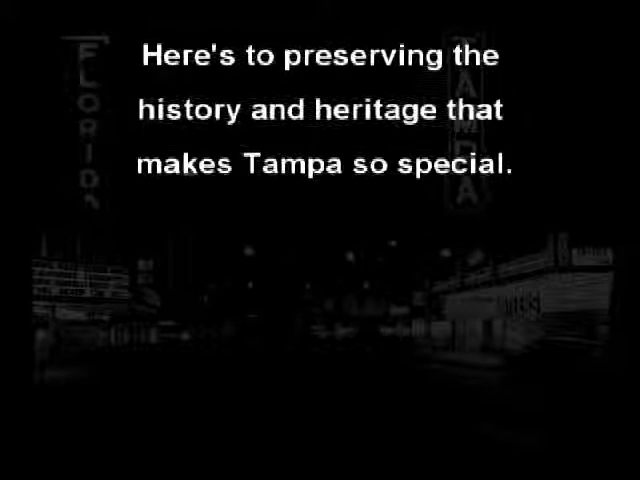 Here's to preserving the
history and heritage that
makes Tampa so special.
FLORIDA
TAMPA